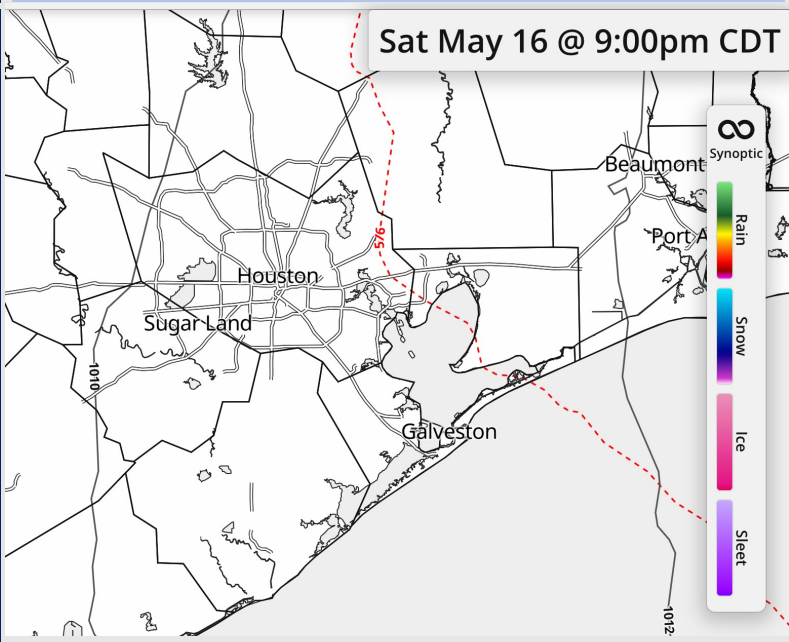 Sat May 16 @ 9:00pm CDT
∞
Synoptic
Beaumont
Rain
576
Port A
Houston
Snow
Sugar Land
1010
Ice
Galveston
Sleet
1012